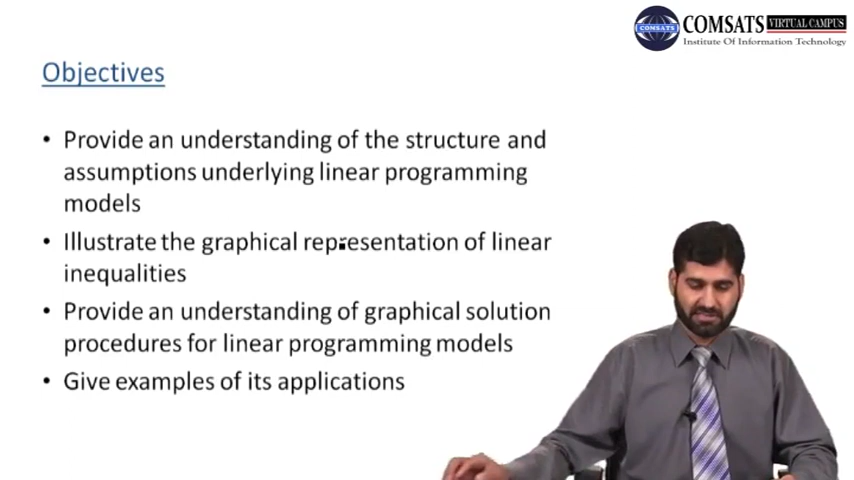 COMSATS VIRTUAL CAMPUS
COMSATS
Institute Of Information Technology
Objectives
• Provide an understanding of the structure and
assumptions underlying linear programming
models
• Illustrate the graphical representation of linear
inequalities
• Provide an understanding of graphical solution
procedures for linear programming models
• Give examples of its applications